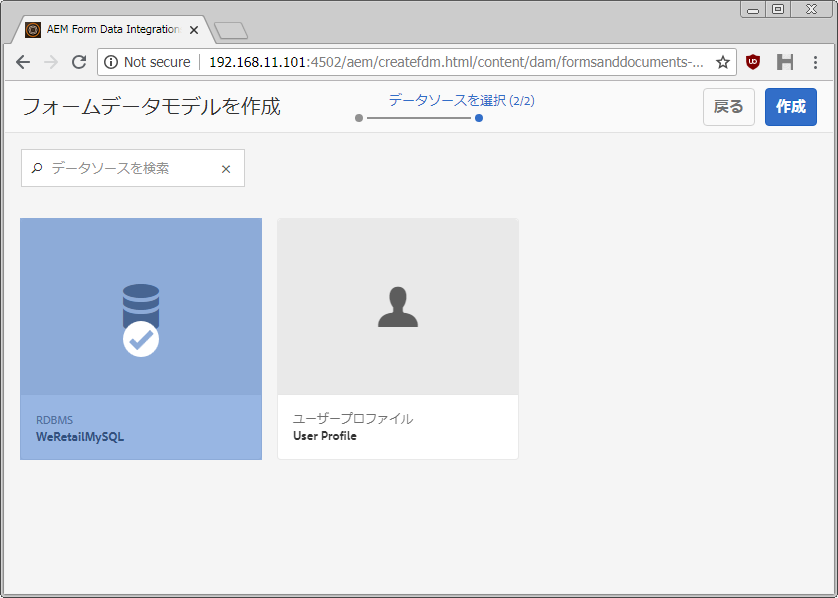 AEM Form Data Integration
Not secure
192.168.11.101:4502/aem/createfdm.html/content/dam/formsanddocuments-...
フォームデータモデルを作成
データソースを選択 (2/2)
戻る
作成
データソースを検索
RDBMS
WeRetailMySQL
ユーザープロファイル
User Profile